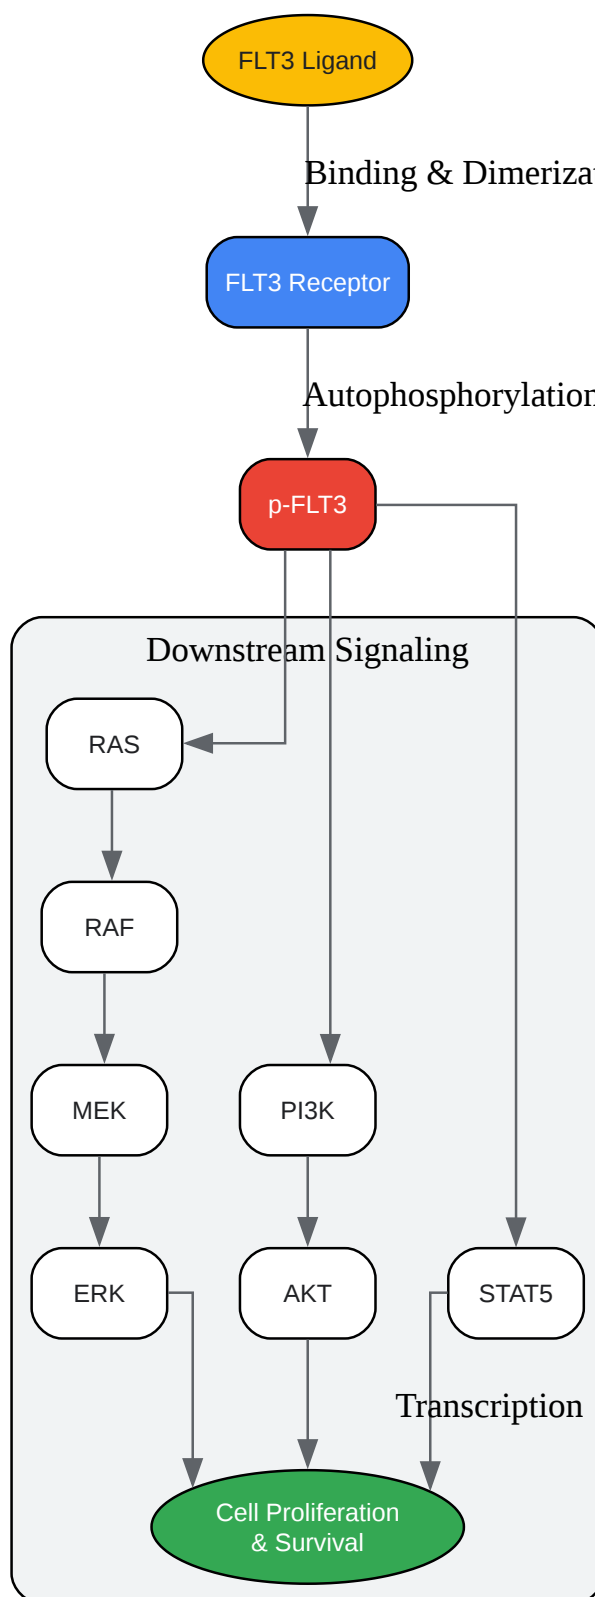 FLT3 Ligand
Binding & Dimerizat
FLT3 Receptor
Autophosphorylation
p-FLT3
Downstream Signaling
RAS
RAF
MEK
PI3K
ERK
AKT
STAT5
Transcription
Cell Proliferation
& Survival